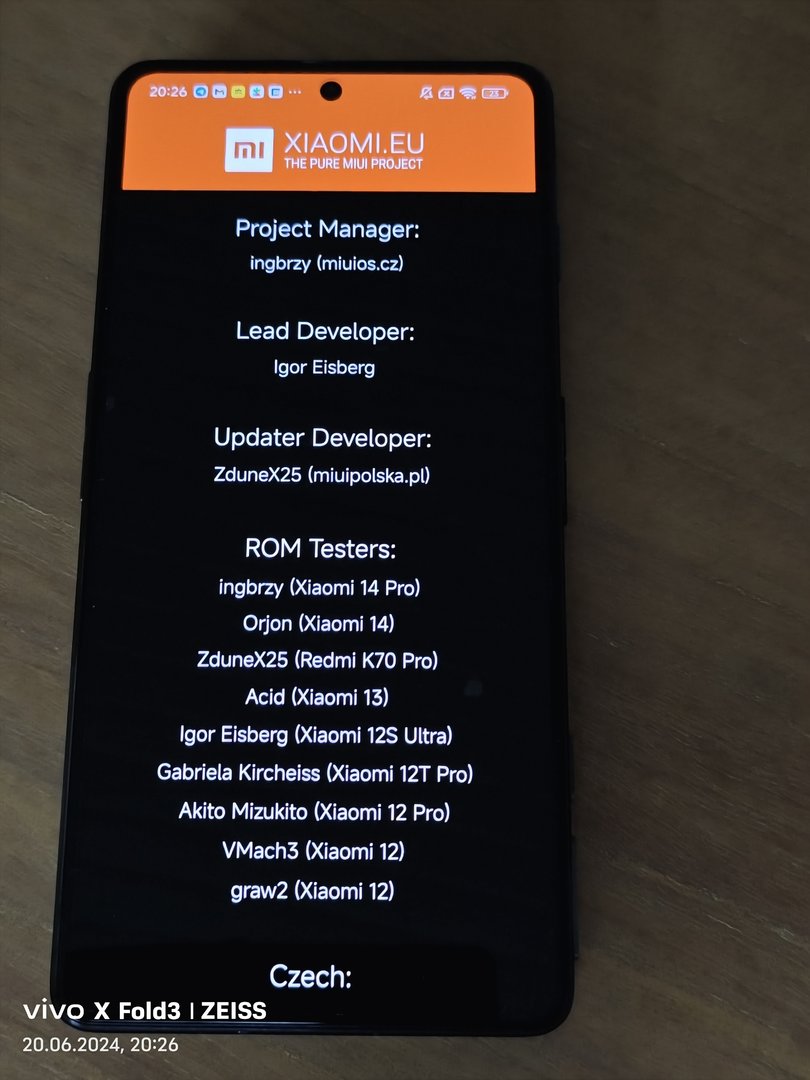 20:26
23
mi
XIAOMI.EU
THE PURE MIUI PROJECT
Project Manager:
ingbrzy (miuios.cz)
Lead Developer:
Igor Eisberg
Updater Developer:
ZduneX25 (miuipolska.pl)
ROM Testers:
ingbrzy (Xiaomi 14 Pro)
Orjon (Xiaomi 14)
ZduneX25 (Redmi K70 Pro)
Acid (Xiaomi 13)
Igor Eisberg (Xiaomi 12S Ultra)
Gabriela Kircheiss (Xiaomi 12T Pro)
Akito Mizukito (Xiaomi 12 Pro)
VMach3 (Xiaomi 12)
graw2 (Xiaomi 12)
Czech:
vivo X Fold3 | ZEISS
20.06.2024, 20:26